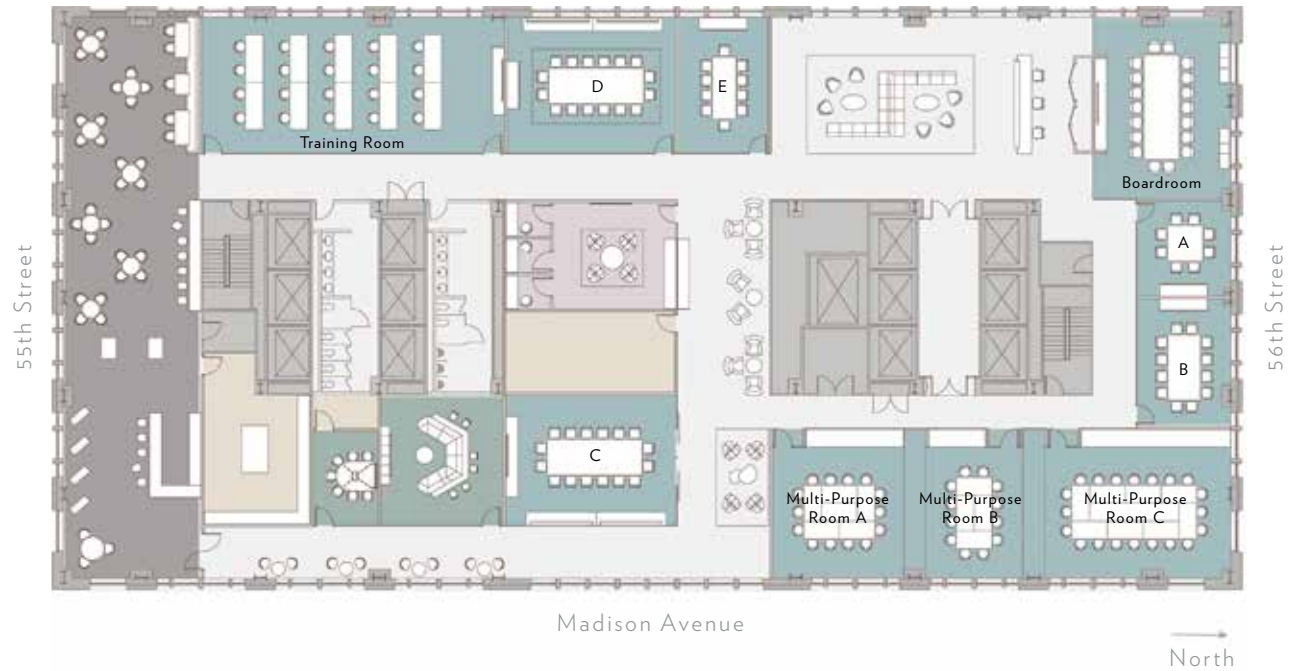 D
E
Training Room
Boardroom
A
55th Street
56th Street
B
C
Multi-Purpose
Room A
Multi-Purpose
Room B
Multi-Purpose
Room C
Madison Avenue
North